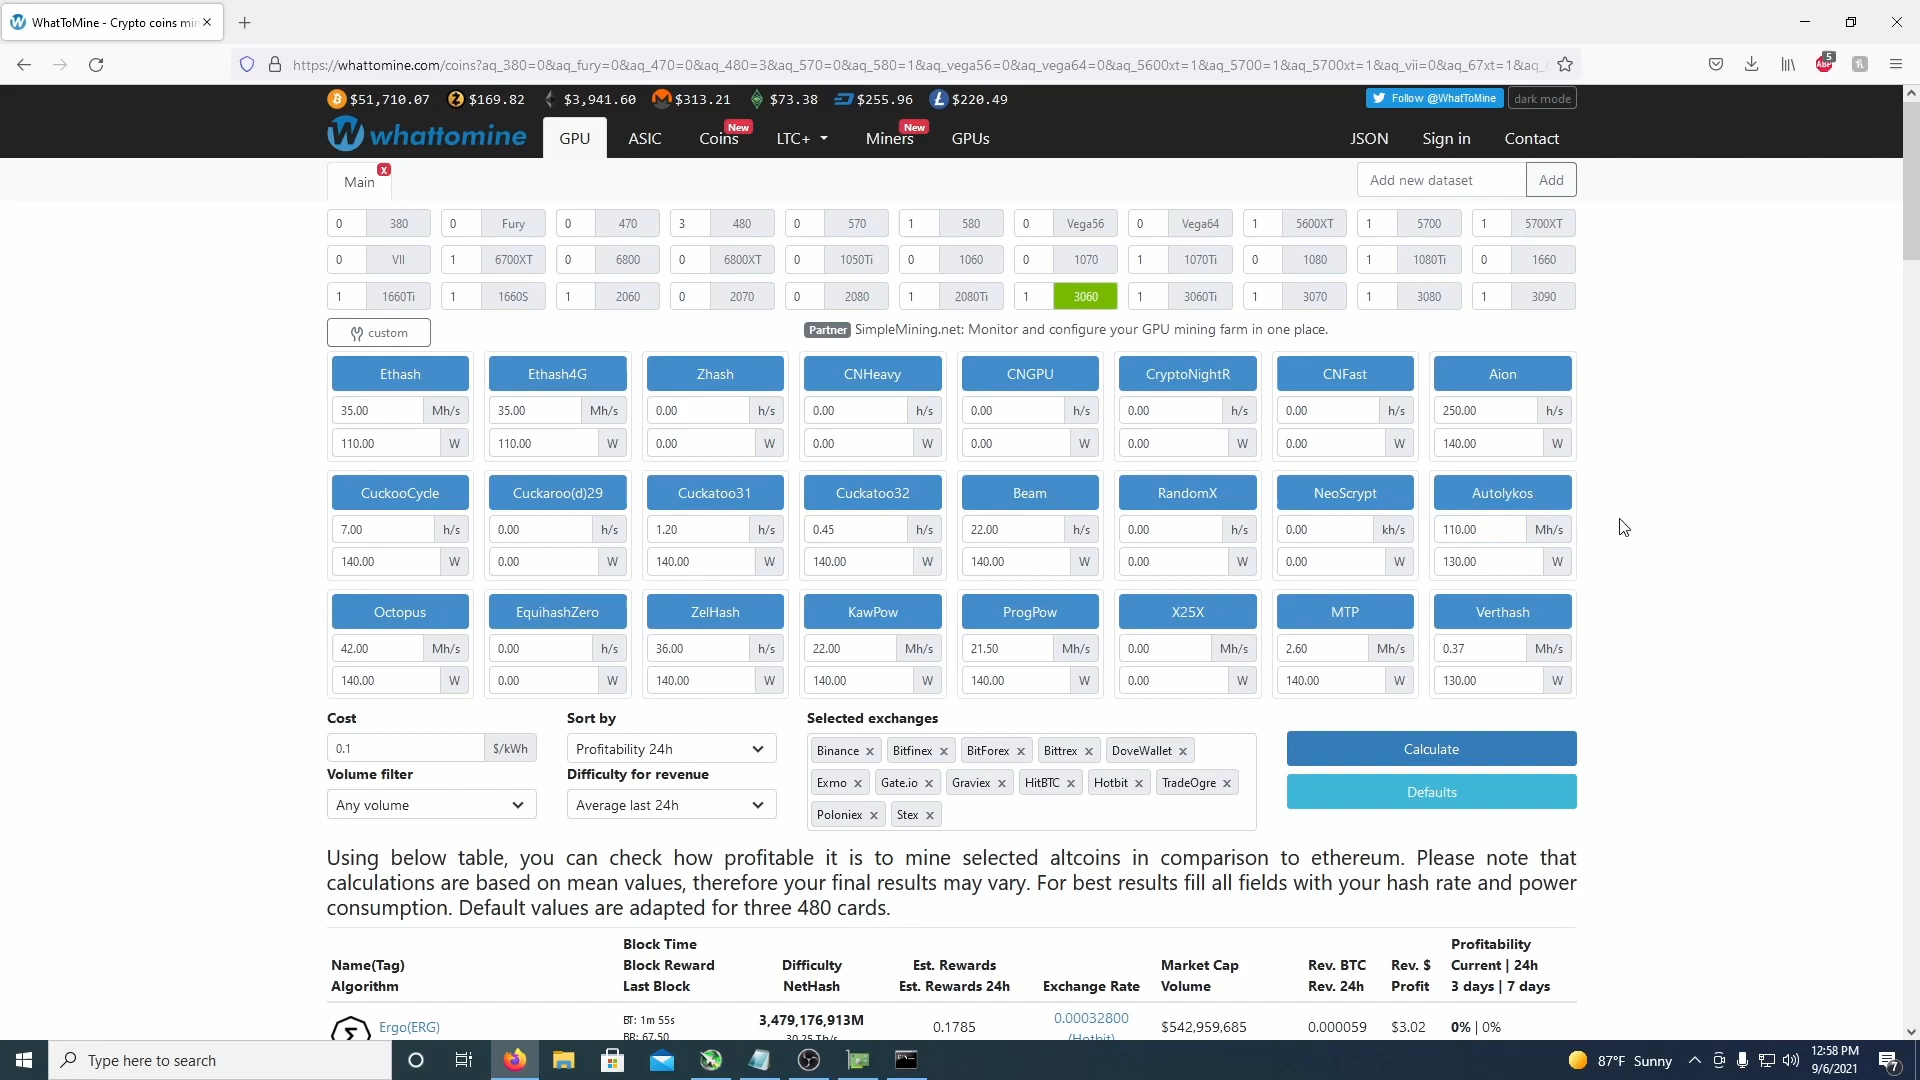 WhatToMine - Crypto coins min
https://whattomine.com/coins?aq_380=0&aq_fury=0&aq_470=0&aq_480=3&aq_570=0&aq_580=1&aq_vega56=0&aq_vega64=0&aq_5600xt=1&aq_5700=1&aq_5700xt=1&aq_vii=0&aq_67xt=1&aq_
5
ABP
$51,710.07 $169.82 $3,941.60 $313.21 $73.38 $255.96 $220.49
Follow @WhatToMine dark mode
whattomine GPU ASIC Coins New LTC+ Miners New GPUs JSON Sign in Contact
Main x Add new dataset Add
0 380 0 Fury 0 470 3 480 0 570 1 580 0 Vega56 0 Vega64 1 5600XT 1 5700 1 5700XT
0 VII 1 6700XT 0 6800 0 6800XT 0 1050Ti 0 1060 0 1070 1 1070Ti 0 1080 1 1080Ti 0 1660
1 1660Ti 1 1660S 1 2060 0 2070 0 2080 1 2080Ti 1 3060 1 3060Ti 1 3070 1 3080 1 3090
custom Partner SimpleMining.net: Monitor and configure your GPU mining farm in one place.
Ethash Ethash4G Zhash CNHeavy CNGPU CryptoNightR CNFast Aion
35.00 Mh/s 35.00 Mh/s 0.00 h/s 0.00 h/s 0.00 h/s 0.00 h/s 0.00 h/s 250.00 h/s
110.00 W 110.00 W 0.00 W 0.00 W 0.00 W 0.00 W 0.00 W 140.00 W
CuckooCycle Cuckaroo(d)29 Cuckatoo31 Cuckatoo32 Beam RandomX NeoScrypt Autolykos
7.00 h/s 0.00 h/s 1.20 h/s 0.45 h/s 22.00 h/s 0.00 h/s 0.00 kh/s 110.00 Mh/s
140.00 W 0.00 W 140.00 W 140.00 W 140.00 W 0.00 W 0.00 W 130.00 W
Octopus EquihashZero ZelHash KawPow ProgPow X25X MTP Verthash
42.00 Mh/s 0.00 h/s 36.00 h/s 22.00 Mh/s 21.50 Mh/s 0.00 Mh/s 2.60 Mh/s 0.37 Mh/s
140.00 W 0.00 W 140.00 W 140.00 W 140.00 W 0.00 W 140.00 W 130.00 W
Cost Sort by Selected exchanges
0.1 $/kWh Profitability 24h Binance × Bitfinex × BitForex × Bittrex × DoveWallet × Calculate
Volume filter Difficulty for revenue Exmo × Gate.io × Graviex × HitBTC × Hotbit × TradeOgre × Defaults
Any volume Average last 24h Poloniex × Stex ×
Using below table, you can check how profitable it is to mine selected altcoins in comparison to ethereum. Please note that
calculations are based on mean values, therefore your final results may vary. For best results fill all fields with your hash rate and power
consumption. Default values are adapted for three 480 cards.
Block Time Profitability
Name(Tag) Block Reward Difficulty Est. Rewards Market Cap Rev. BTC Rev. $ Current | 24h
Algorithm Last Block NetHash Est. Rewards 24h Exchange Rate Volume Rev. 24h Profit 3 days | 7 days
Ergo(ERG) BT: 1m 55s 3,479,176,913M 0.1785 0.00032800 $542,959,685 0.000059 $3.02 0% | 0%
BR: 67.50 30.25 Th/s (Hotbit)
Type here to search 87°F Sunny 12:58 PM
9/6/2021
7